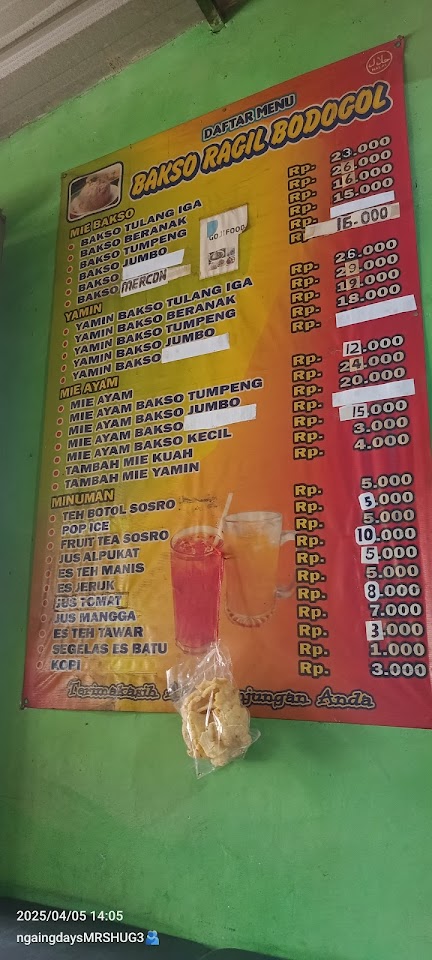 HALAL
DAFTAR MENU
BAKSO RAGIL BODOGOL
MIE BAKSO
BAKSO TULANG IGA Rp. 23.000
BAKSO BERANAK Rp. 26.000
BAKSO TUMPENG Rp. 16.000
BAKSO JUMBO Rp. 15.000
BAKSO MERCON 15.000
GO FOOD
YAMIN
YAMIN BAKSO TULANG IGA Rp. 26.000
YAMIN BAKSO BERANAK Rp. 29.000
YAMIN BAKSO TUMPENG Rp. 19.000
YAMIN BAKSO JUMBO Rp. 18.000
YAMIN BAKSO Rp.
MIE AYAM
MIE AYAM Rp. 12.000
MIE AYAM BAKSO TUMPENG Rp. 24.000
MIE AYAM BAKSO JUMBO Rp. 20.000
MIE AYAM BAKSO Rp.
MIE AYAM BAKSO KECIL Rp. 15.000
TAMBAH MIE KUAH Rp. 3.000
TAMBAH MIE YAMIN Rp. 4.000
MINUMAN
TEH BOTOL SOSRO Rp. 5.000
POP ICE Rp. 5.000
FRUIT TEA SOSRO Rp. 5.000
JUS ALPUKAT Rp. 10.000
ES TEH MANIS Rp. 5.000
ES JERUK Rp. 5.000
JUS TOMAT Rp. 8.000
JUS MANGGA Rp. 7.000
ES TEH TAWAR Rp. 3.000
SEGELAS ES BATU Rp. 1.000
KOPI Rp. 3.000
Terimakasih Kunjungan Anda
2025/04/05 14:05
ngaingdaysMRSHUG3🫂